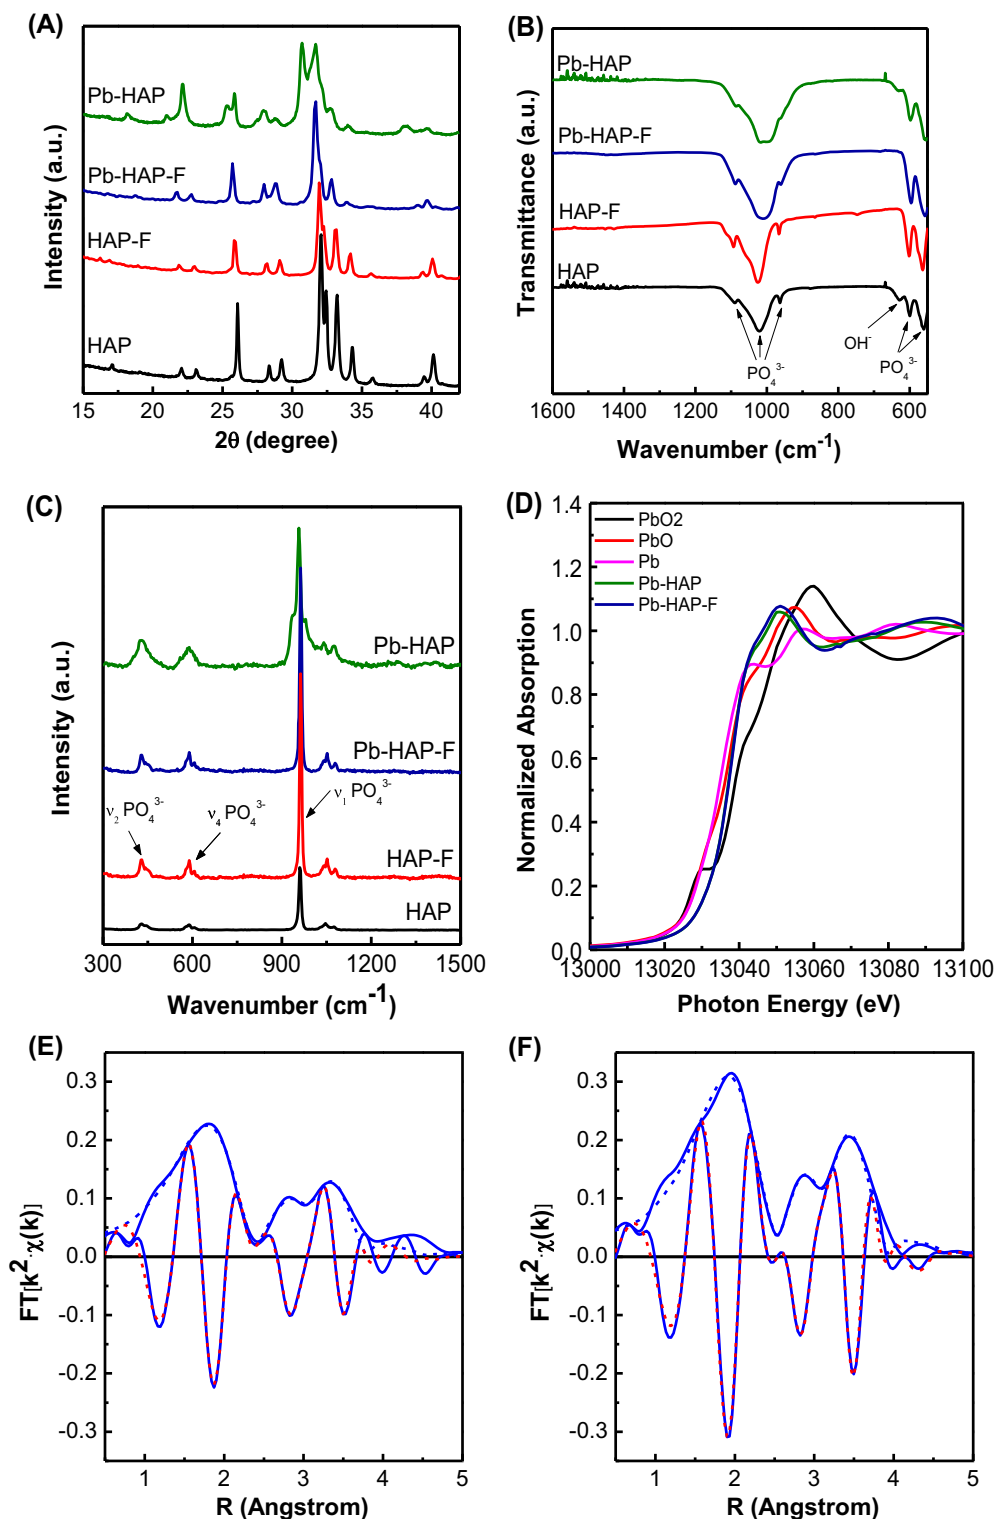 (A)
Pb-HAP
Pb-HAP-F
HAP-F
HAP
Intensity (a.u.)
15 20 25 30 35 40
2θ (degree)
(B)
Pb-HAP
Pb-HAP-F
HAP-F
HAP
OH⁻
PO₄³⁻
PO₄³⁻
Transmittance (a.u.)
1600 1400 1200 1000 800 600
Wavenumber (cm⁻¹)
(C)
Pb-HAP
Pb-HAP-F
ν₂ PO₄³⁻
ν₄ PO₄³⁻
ν₁ PO₄³⁻
HAP-F
HAP
Intensity (a.u.)
300 600 900 1200 1500
Wavenumber (cm⁻¹)
(D)
PbO2
PbO
Pb
Pb-HAP
Pb-HAP-F
1.4
1.2
1.0
0.8
0.6
0.4
0.2
0.0
Normalized Absorption
13000 13020 13040 13060 13080 13100
Photon Energy (eV)
(E)
0.3
0.2
0.1
0.0
-0.1
-0.2
-0.3
FT[k²·χ(k)]
1 2 3 4 5
R (Angstrom)
(F)
0.3
0.2
0.1
0.0
-0.1
-0.2
-0.3
FT[k²·χ(k)]
1 2 3 4 5
R (Angstrom)